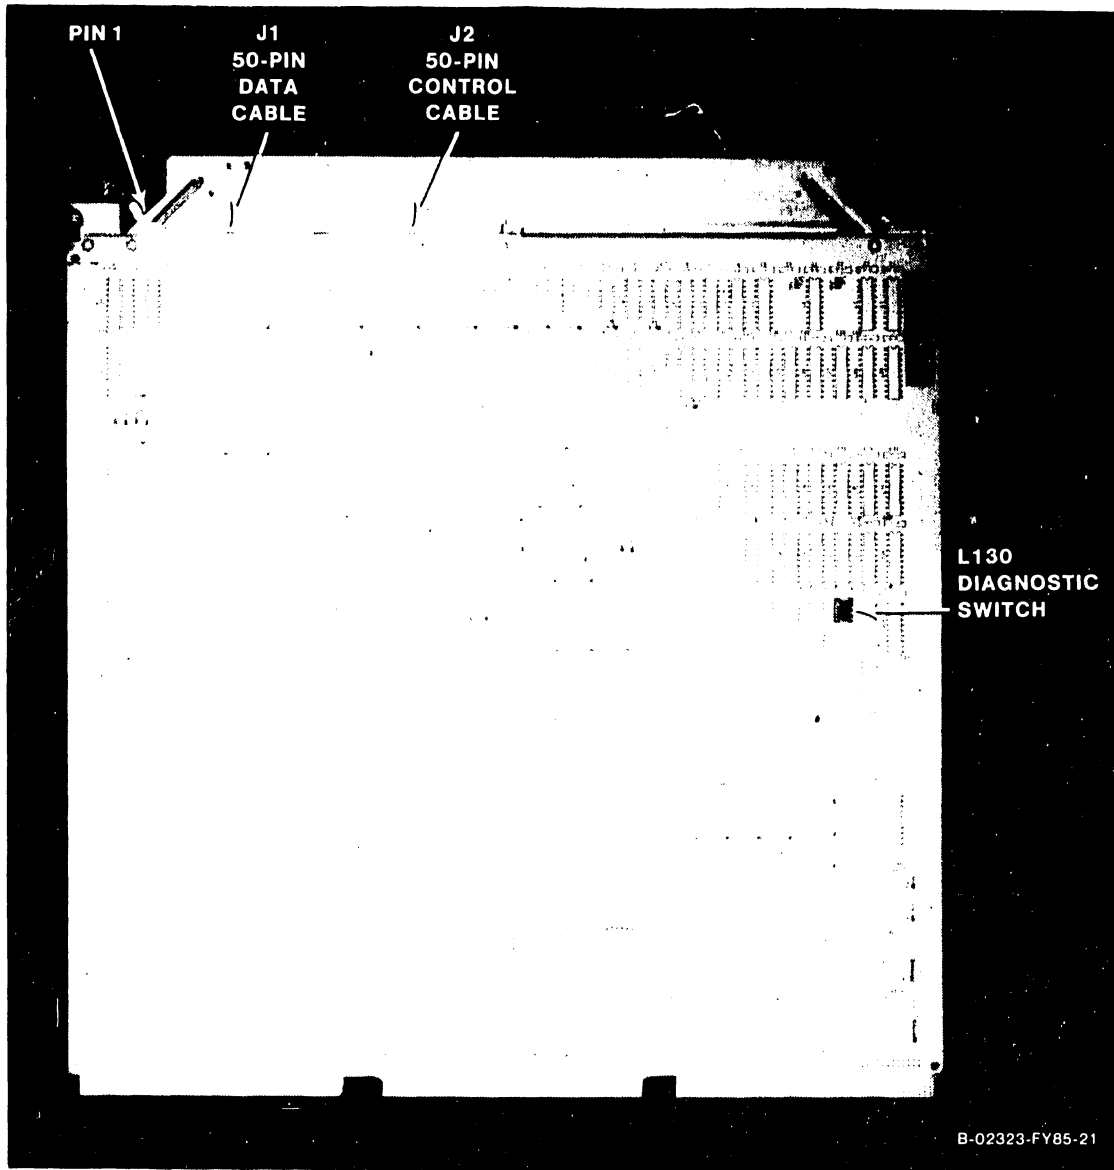 PIN 1
J1
50-PIN
DATA
CABLE
J2
50-PIN
CONTROL
CABLE
L130
DIAGNOSTIC
SWITCH
B-02323-FY85-21